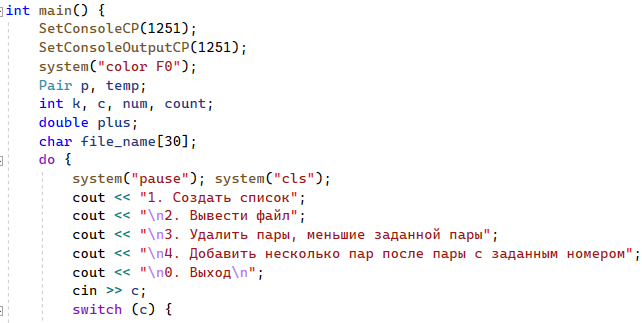 int main() {
SetConsoleCP(1251);
SetConsoleOutputCP(1251);
system("color F0");
Pair p, temp;
int k, c, num, count;
double plus;
char file_name[30];
do {
system("pause"); system("cls");
cout << "1. Создать список";
cout << "\n2. Вывести файл";
cout << "\n3. Удалить пары, меньшие заданной пары";
cout << "\n4. Добавить несколько пар после пары с заданным номером";
cout << "\n0. Выход\n";
cin >> c;
switch (c) {